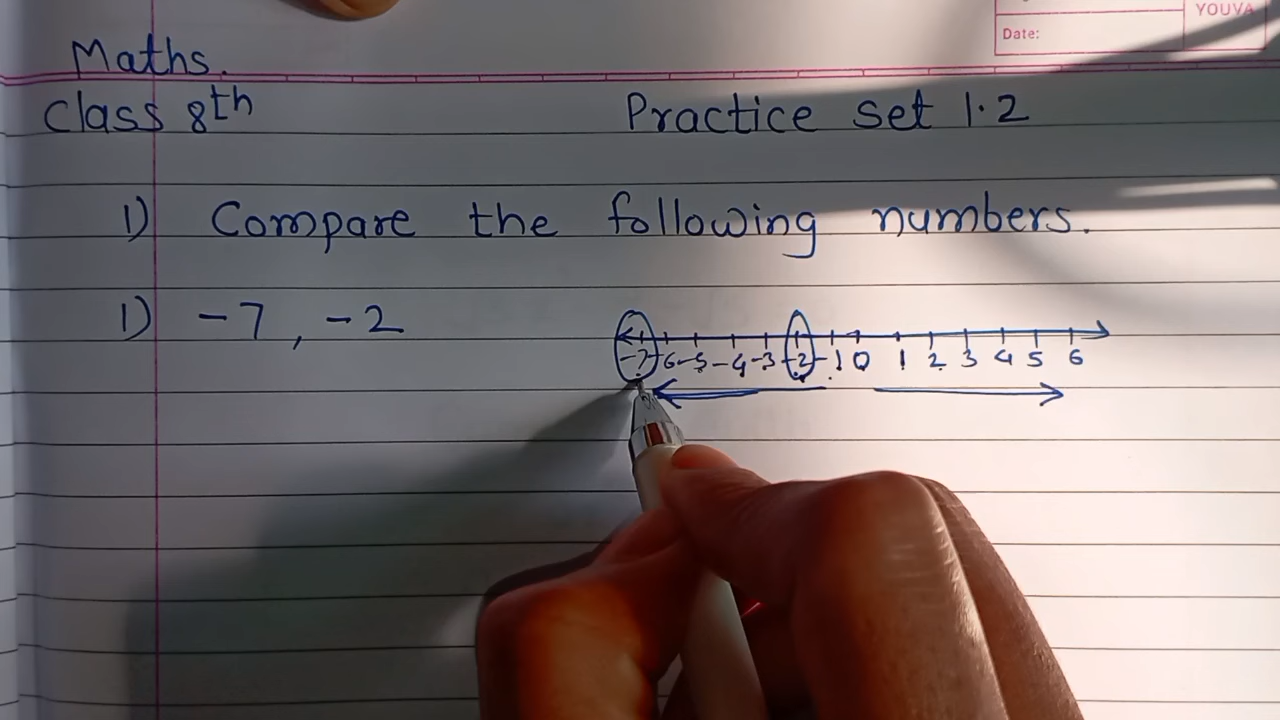 YOUVA
Date:
Maths.
Class 8th Practice set 1.2
1) Compare the following numbers.
1) -7, -2
-7 -6 -5 -4 -3 -2 -1 0 1 2 3 4 5 6